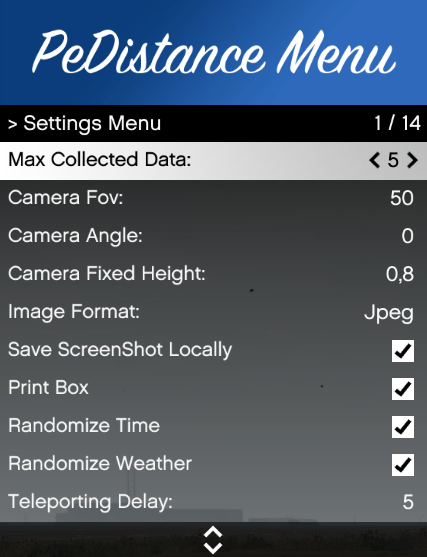 PeDistance Menu
> Settings Menu 1 / 14
Max Collected Data: < 5 >
Camera Fov: 50
Camera Angle: 0
Camera Fixed Height: 0,8
Image Format: Jpeg
Save ScreenShot Locally
Print Box
Randomize Time
Randomize Weather
Teleporting Delay: 5